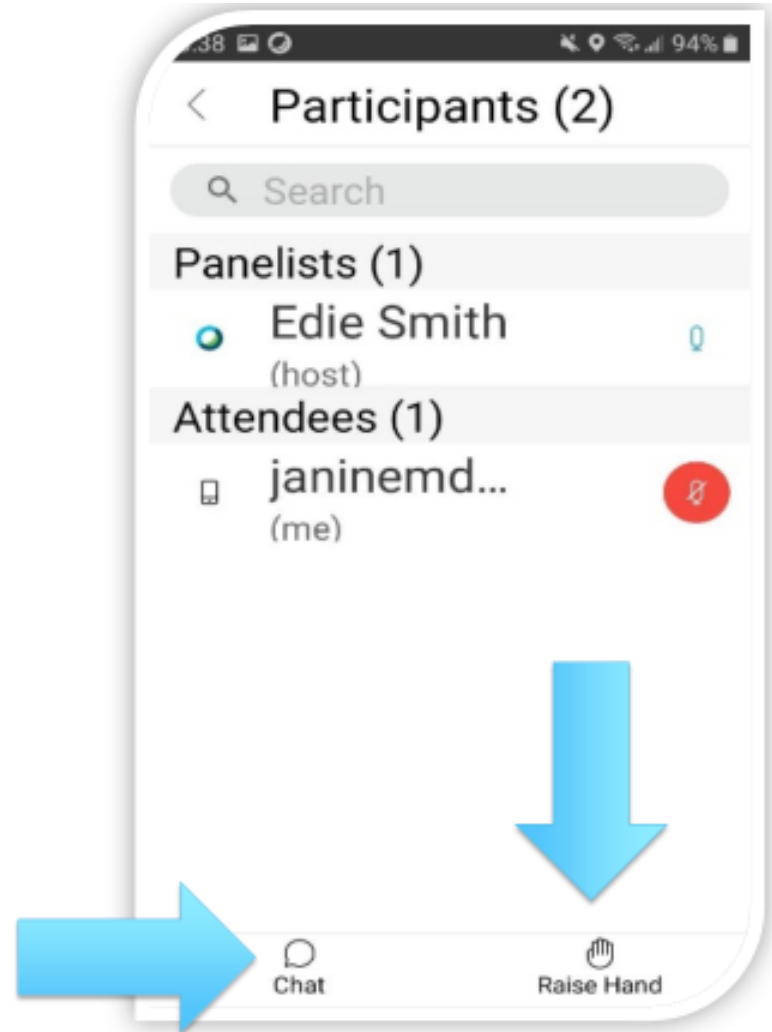 :38 94%
Participants (2)
Search
Panelists (1)
Edie Smith
(host)
Attendees (1)
janinemd...
(me)
Chat Raise Hand